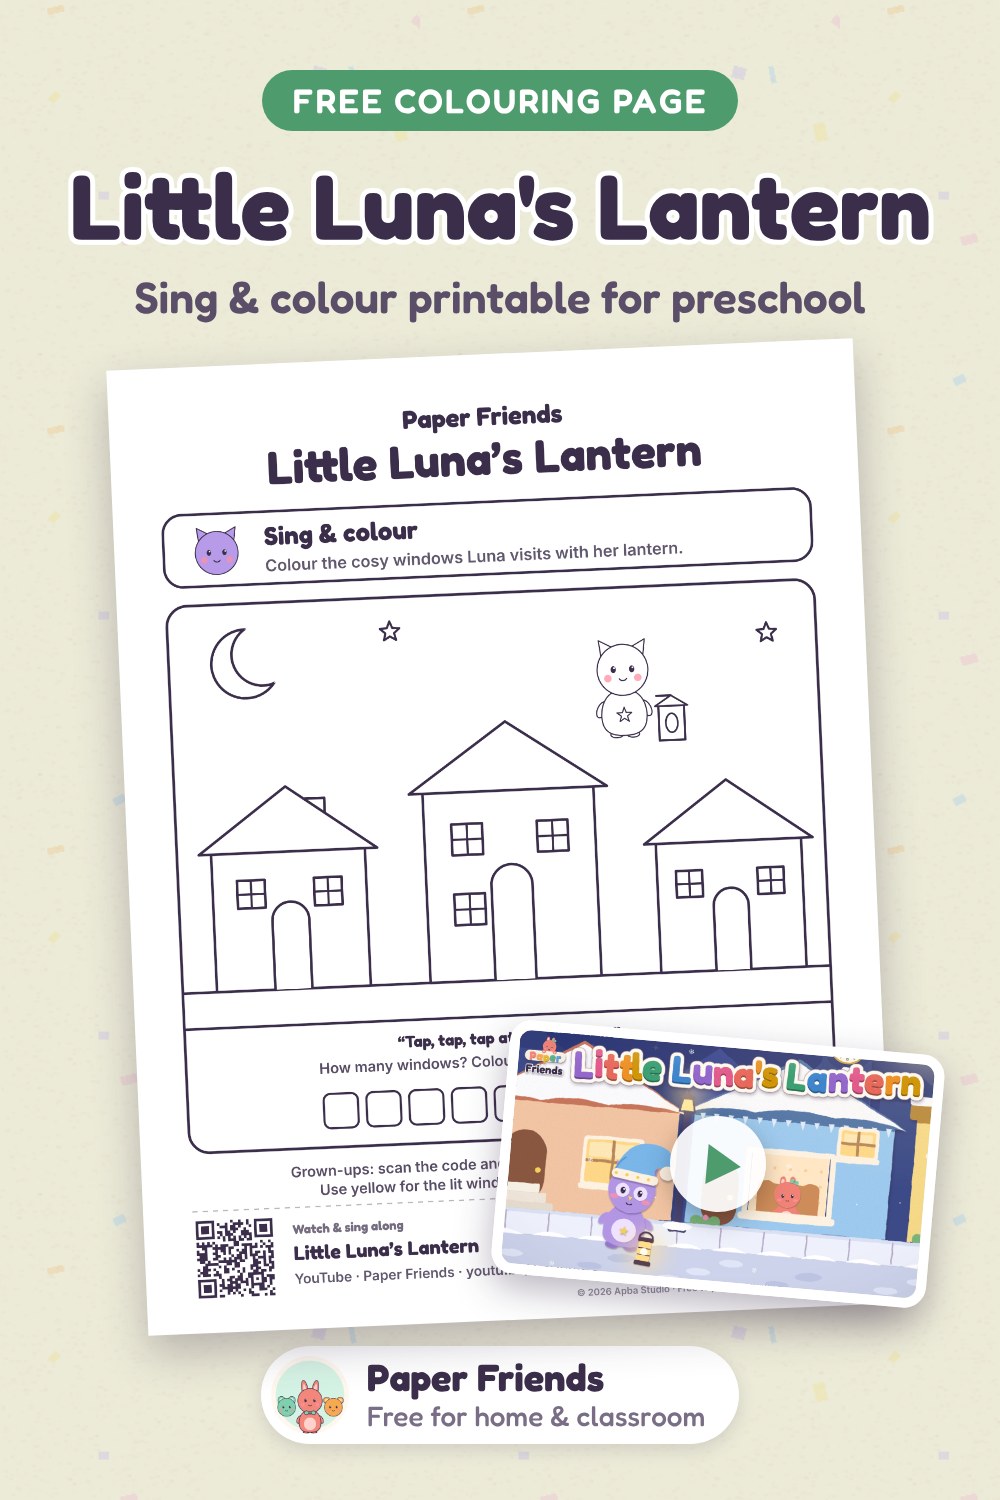 FREE COLOURING PAGE
Little Luna's Lantern
Sing & colour printable for preschool
Paper Friends
Little Luna’s Lantern
Sing & colour
Colour the cosy windows Luna visits with her lantern.
“Tap, tap, tap at
How many windows?
Grown-ups: scan the code and
Use yellow for the lit
Watch & sing along
Little Luna’s Lantern
YouTube · Paper Friends ·
© 2026 Apba Studio ·
Paper Friends
Little Luna's Lantern
Paper Friends
Free for home & classroom